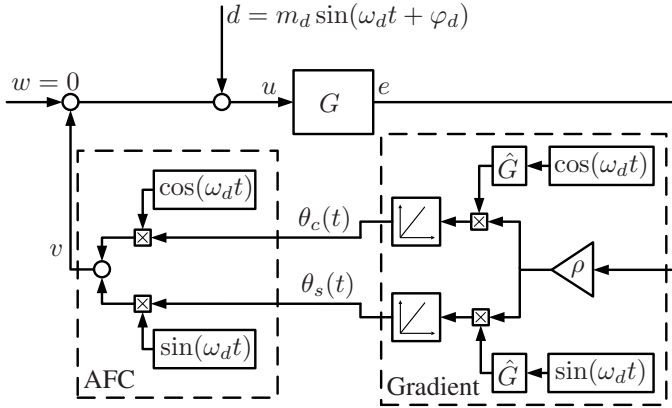 d = m_d sin(ω_d t + φ_d)
w = 0
u
G
e
cos(ω_d t)
Ĝ
cos(ω_d t)
θ_c(t)
v
ρ
θ_s(t)
sin(ω_d t)
Ĝ
sin(ω_d t)
AFC
Gradient